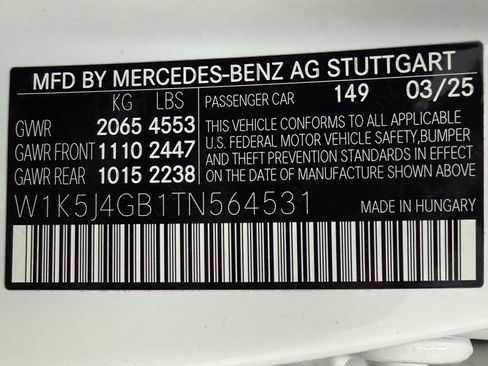 MFD BY MERCEDES-BENZ AG STUTTGART
KG LBS PASSENGER CAR 149 03/25
GVWR 2065 4553
GAWR FRONT 1110 2447
GAWR REAR 1015 2238
THIS VEHICLE CONFORMS TO ALL APPLICABLE
U.S. FEDERAL MOTOR VEHICLE SAFETY, BUMPER
AND THEFT PREVENTION STANDARDS IN EFFECT
ON THE DATE OF MANUFACTURE SHOWN ABOVE
W1K5J4GB1TN564531 MADE IN HUNGARY